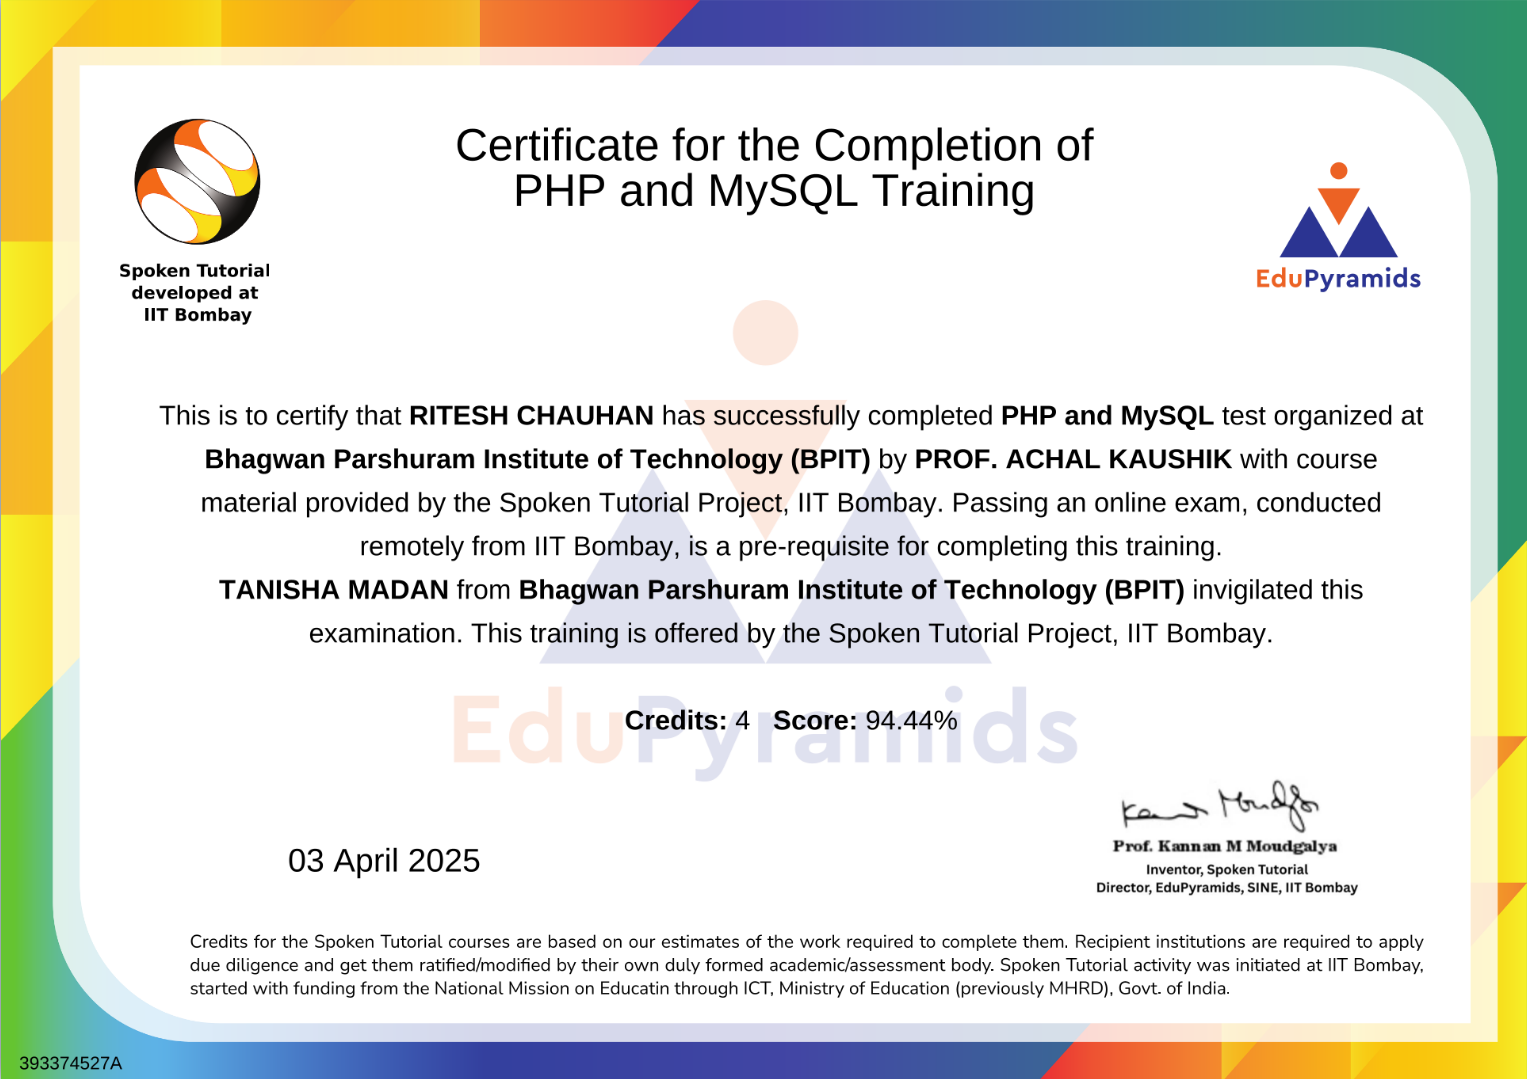 Certificate for the Completion of
PHP and MySQL Training
Spoken Tutorial
developed at
IIT Bombay
EduPyramids
This is to certify that RITESH CHAUHAN has successfully completed PHP and MySQL test organized at
Bhagwan Parshuram Institute of Technology (BPIT) by PROF. ACHAL KAUSHIK with course
material provided by the Spoken Tutorial Project, IIT Bombay. Passing an online exam, conducted
remotely from IIT Bombay, is a pre-requisite for completing this training.
TANISHA MADAN from Bhagwan Parshuram Institute of Technology (BPIT) invigilated this
examination. This training is offered by the Spoken Tutorial Project, IIT Bombay.
EduPyramids
Credits: 4 Score: 94.44%
03 April 2025
Prof. Kannan M Moudgalya
Inventor, Spoken Tutorial
Director, EduPyramids, SINE, IIT Bombay
Credits for the Spoken Tutorial courses are based on our estimates of the work required to complete them. Recipient institutions are required to apply
due diligence and get them ratified/modified by their own duly formed academic/assessment body. Spoken Tutorial activity was initiated at IIT Bombay,
started with funding from the National Mission on Educatin through ICT, Ministry of Education (previously MHRD), Govt. of India.
393374527A